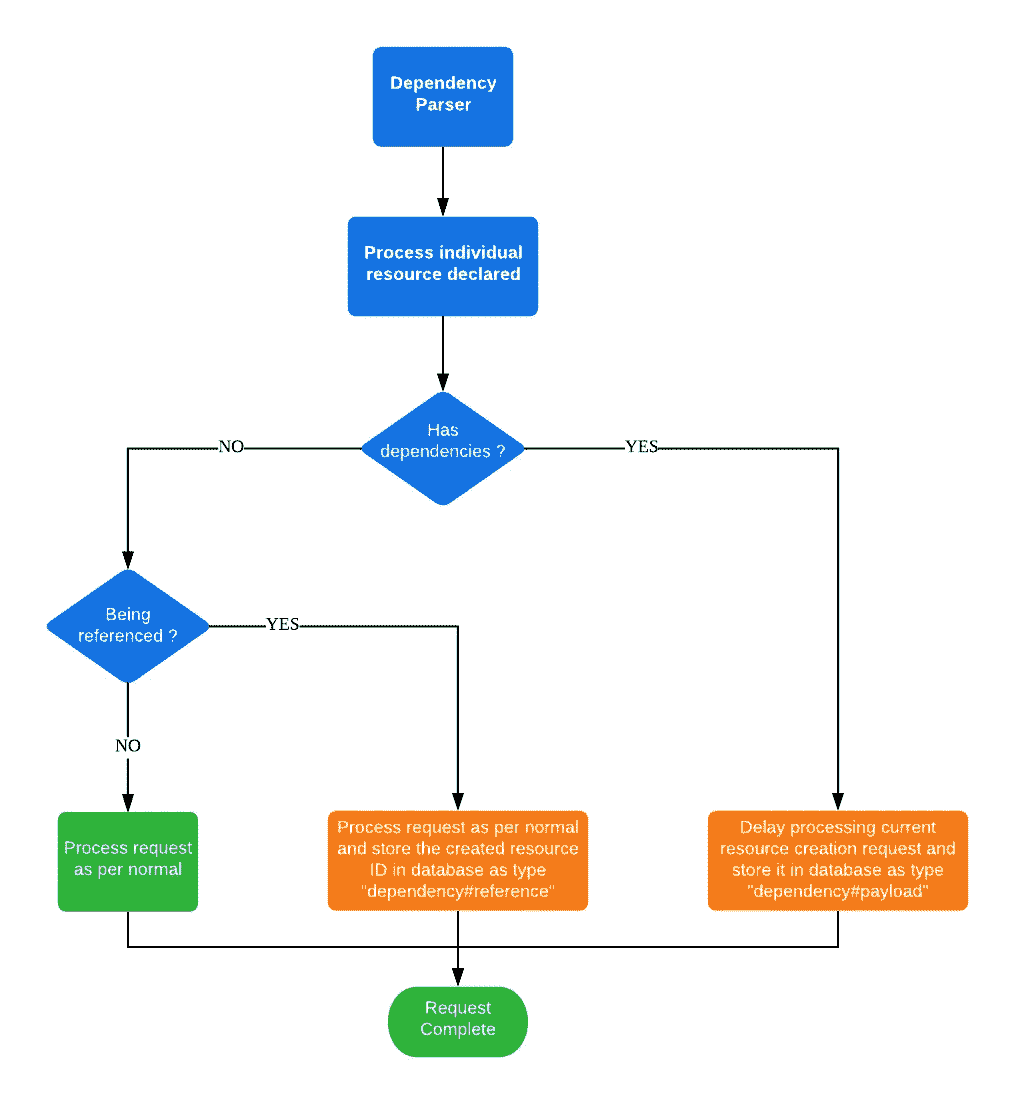 Dependency
Parser
Process individual
resource declared
Has
dependencies ?
NO
YES
Being
referenced ?
YES
NO
Process request
as per normal
Process request as per normal
and store the created resource
ID in database as type
"dependency#reference"
Delay processing current
resource creation request and
store it in database as type
"dependency#payload"
Request
Complete